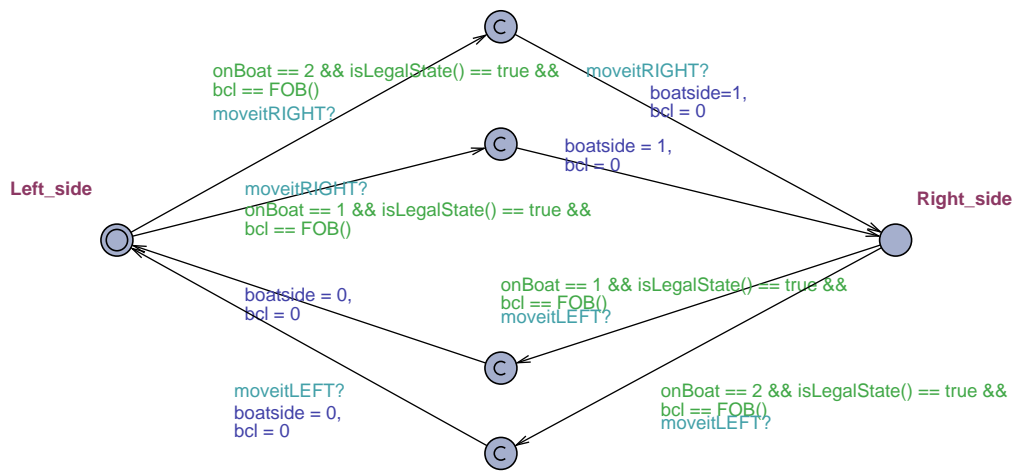 C
onBoat == 2 && isLegalState() == true &&
bcl == FOB()
moveitRIGHT?
moveitRIGHT?
boatside=1,
bcl = 0
C
boatside = 1,
bcl = 0
Left_side
moveitRIGHT?
onBoat == 1 && isLegalState() == true &&
bcl == FOB()
Right_side
boatside = 0,
bcl = 0
onBoat == 1 && isLegalState() == true &&
bcl == FOB()
moveitLEFT?
C
moveitLEFT?
boatside = 0,
bcl = 0
onBoat == 2 && isLegalState() == true &&
bcl == FOB()
moveitLEFT?
C